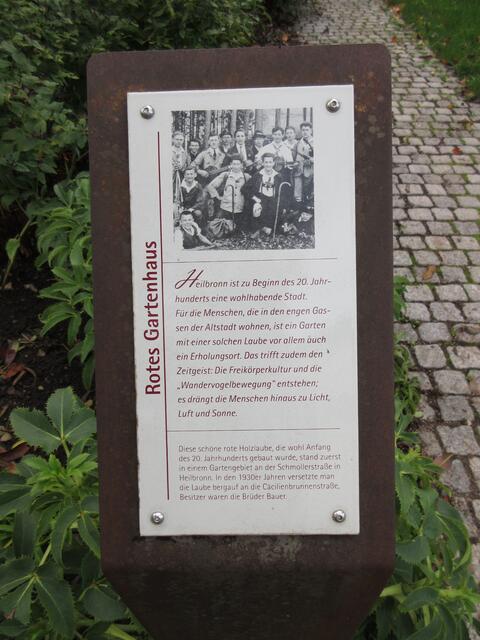 Rotes Gartenhaus
Heilbronn ist zu Beginn des 20. Jahr-
hunderts eine wohlhabende Stadt.
Für die Menschen, die in den engen Gas-
sen der Altstadt wohnen, ist ein Garten
mit einer solchen Laube vor allem auch
ein Erholungsort. Das trifft zudem den
Zeitgeist: Die Freikörperkultur und die
„Wandervogelbewegung" entstehen;
es drängt die Menschen hinaus zu Licht,
Luft und Sonne.
Diese schöne rote Holzlaube, die wohl Anfang
des 20. Jahrhunderts gebaut wurde, stand zuerst
in einem Gartengebiet an der Schmollerstraße in
Heilbronn. In den 1930er Jahren versetzte man
die Laube bergauf an die Cäcilienbrunnenstraße,
Besitzer waren die Brüder Bauer.